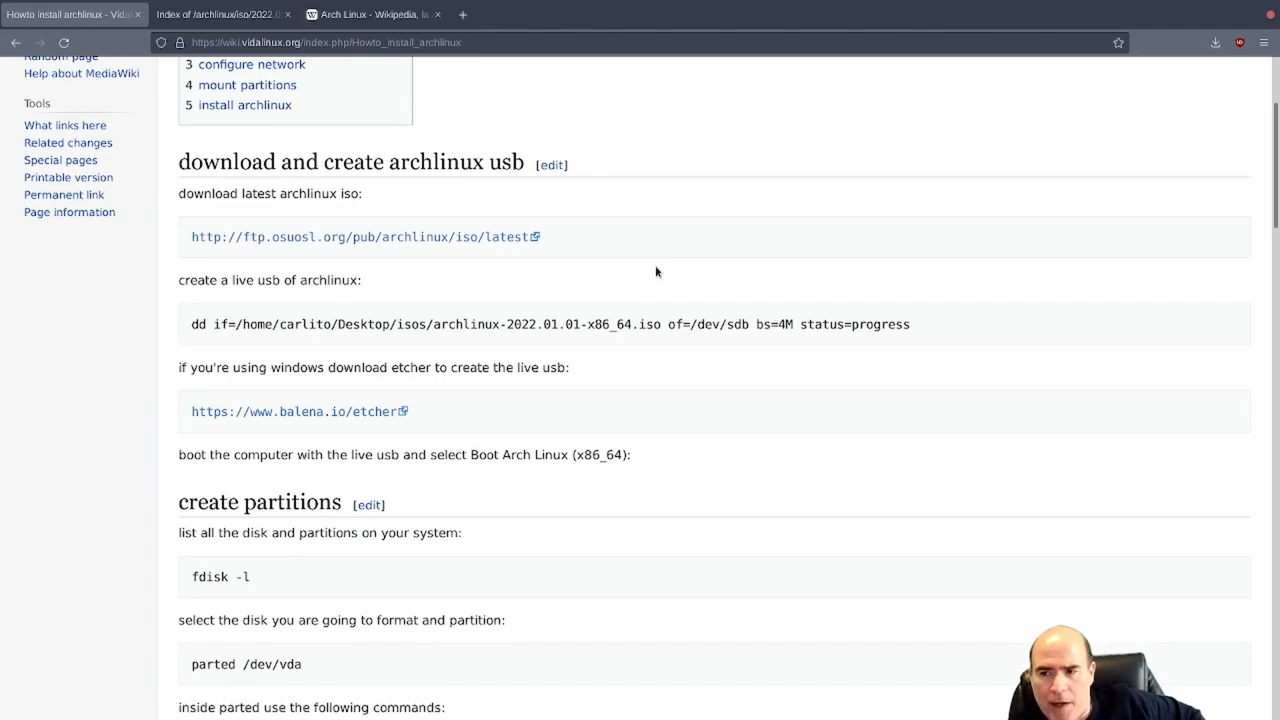 Howto install archlinux - Vidal
Index of /archlinux/iso/2022.0
Arch Linux - Wikipedia, la
https://wiki.vidalinux.org/index.php/Howto_install_archlinux
Random page
Help about MediaWiki
Tools
What links here
Related changes
Special pages
Printable version
Permanent link
Page information
3 configure network
4 mount partitions
5 install archlinux
download and create archlinux usb [edit]
download latest archlinux iso:
http://ftp.osuosl.org/pub/archlinux/iso/latest
create a live usb of archlinux:
dd if=/home/carlito/Desktop/isos/archlinux-2022.01.01-x86_64.iso of=/dev/sdb bs=4M status=progress
if you're using windows download etcher to create the live usb:
https://www.balena.io/etcher
boot the computer with the live usb and select Boot Arch Linux (x86_64):
create partitions [edit]
list all the disk and partitions on your system:
fdisk -l
select the disk you are going to format and partition:
parted /dev/vda
inside parted use the following commands: